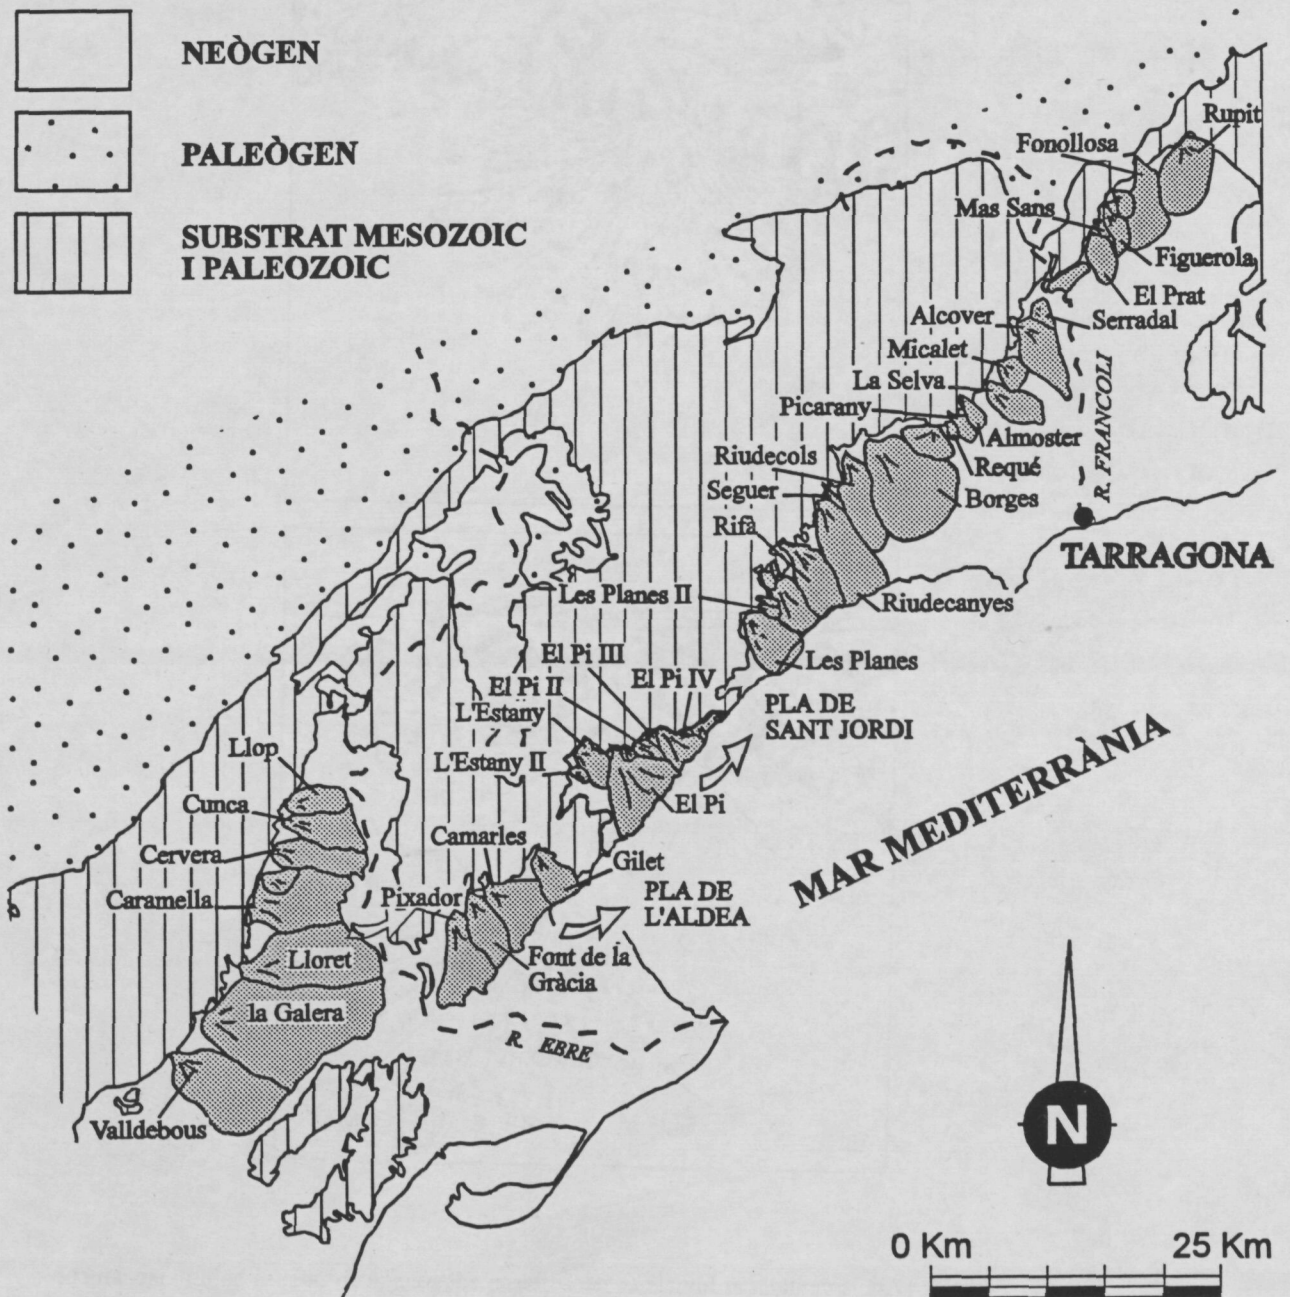 NEÒGEN
PALEÒGEN
SUBSTRAT MESOZOIC
I PALEOZOIC
Rupit
Fonollosa
Mas Sans
Figuerola
El Prat
Serradal
Alcover
Micalet
La Selva
Picarany
Almoster
Requé
Riudecols
Seguer
Borges
R. FRANCOLI
Rifà
TARRAGONA
Les Planes II
Riudecanyes
El Pi III
Les Planes
El Pi IV
El Pi II
L'Estany
PLA DE
SANT JORDI
Llop
L'Estany II
El Pi
Cunca
Camarles
Cervera
Gilet
MAR MEDITERRÀNIA
Caramella
Pixador
PLA DE
L'ALDEA
Lloret
Font de la
Gràcia
la Galera
R. EBRE
Valldebous
N
0 Km
25 Km